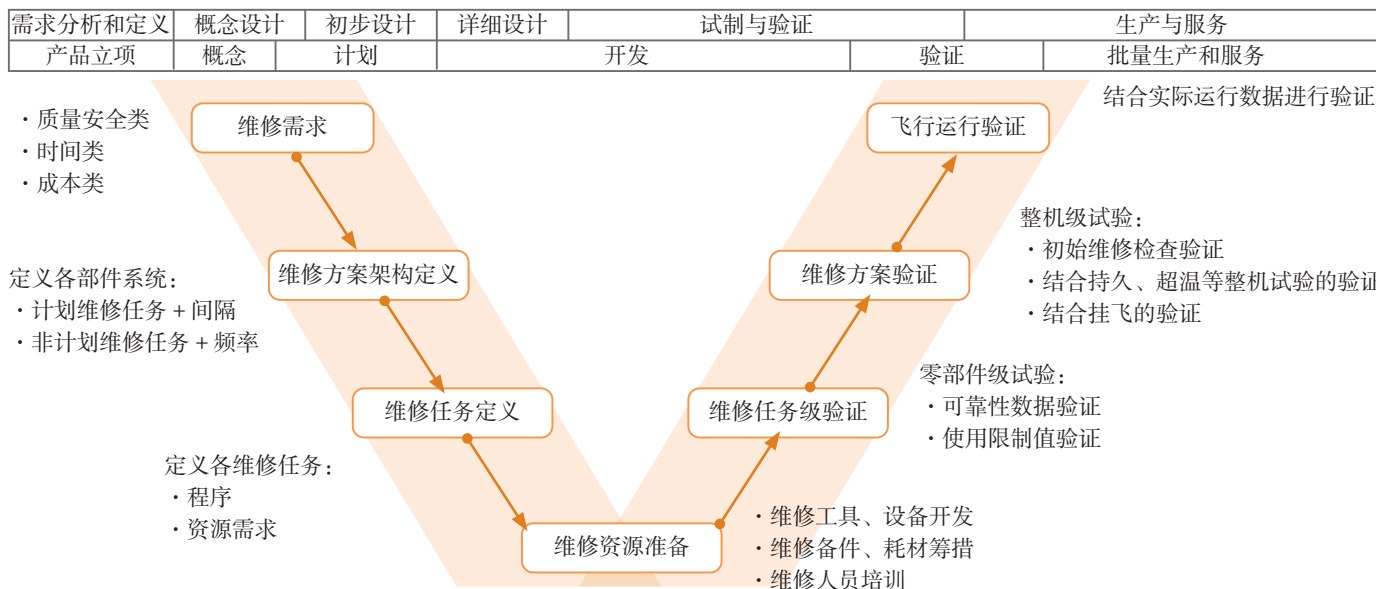 需求分析和定义 概念设计 初步设计 详细设计 试制与验证 生产与服务
产品立项 概念 计划 开发 验证 批量生产和服务
结合实际运行数据进行验证
·质量安全类
·时间类
·成本类
维修需求
飞行运行验证
整机级试验：
·初始维修检查验证
·结合持久、超温等整机试验的验证
·结合挂飞的验证
维修方案架构定义
维修方案验证
定义各部件系统：
·计划维修任务 + 间隔
·非计划维修任务 + 频率
零部件级试验：
·可靠性数据验证
·使用限制值验证
维修任务定义
维修任务级验证
定义各维修任务：
·程序
·资源需求
维修资源准备
·维修工具、设备开发
·维修备件、耗材筹措
·维修人员培训